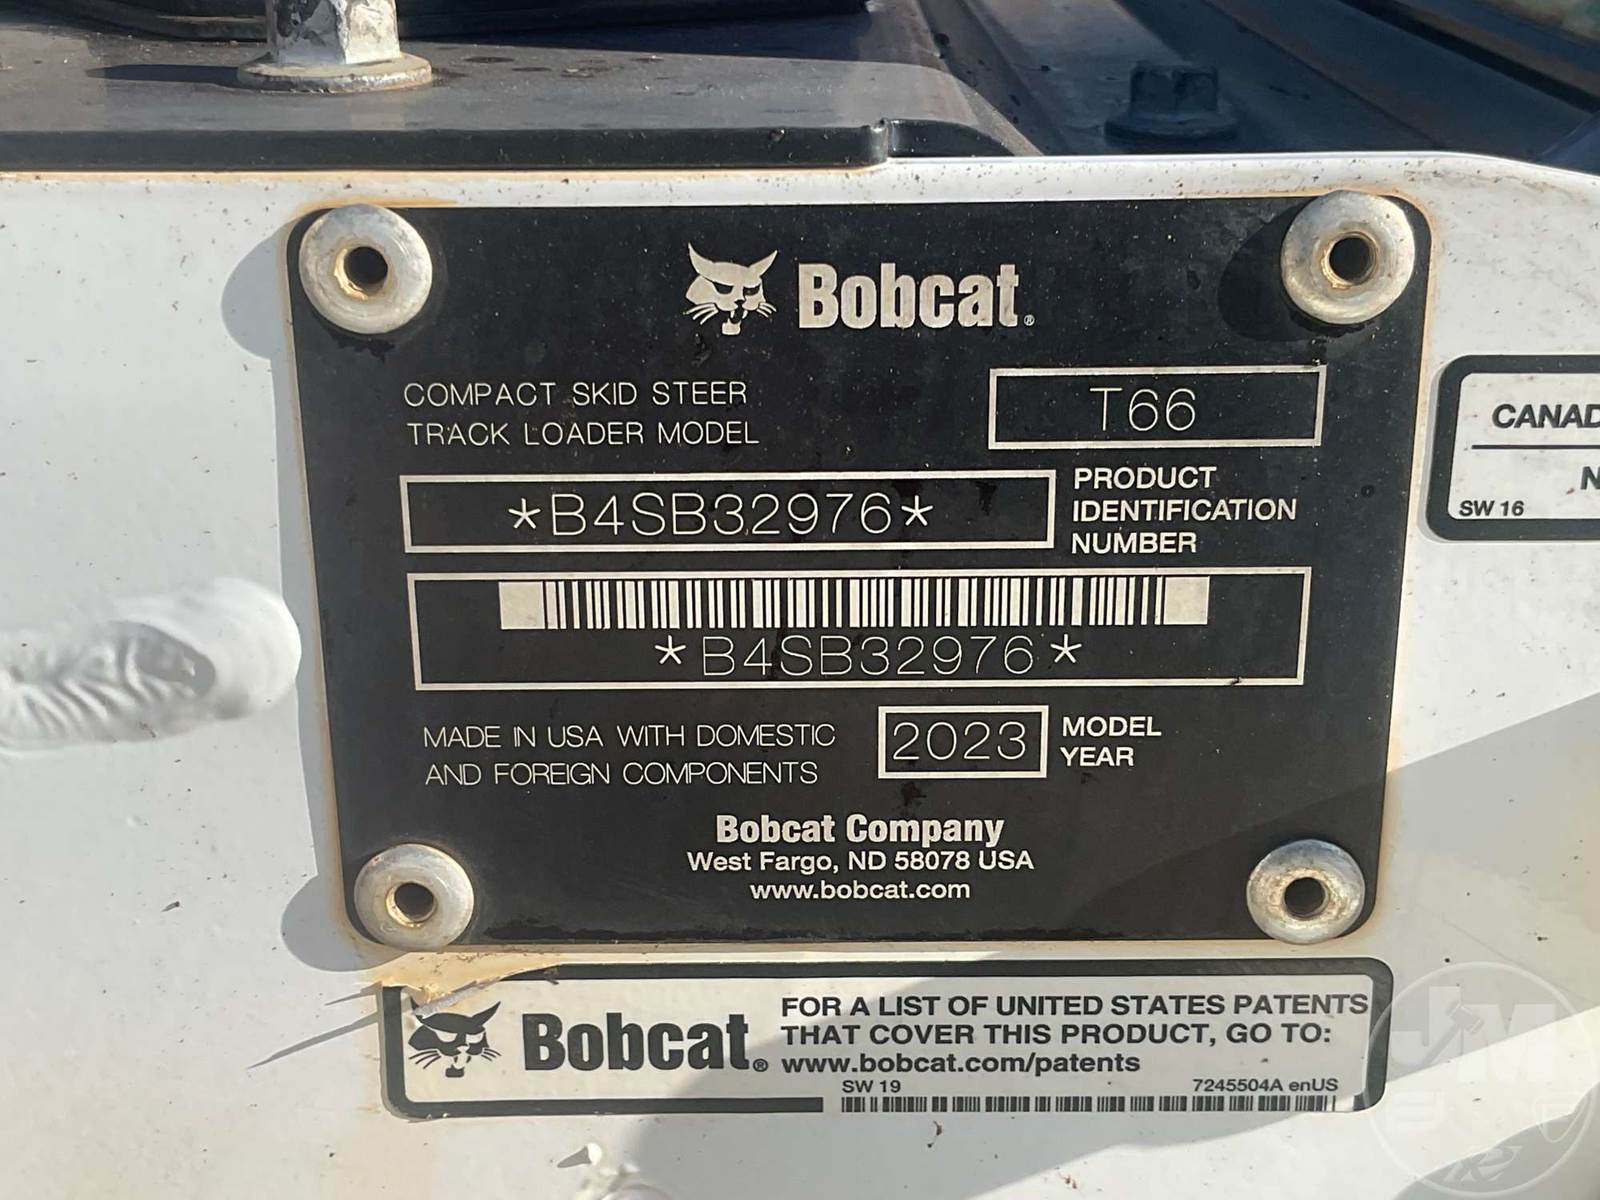 Bobcat®
COMPACT SKID STEER
TRACK LOADER MODEL
T66
*B4SB32976*
PRODUCT
IDENTIFICATION
NUMBER
*B4SB32976*
MADE IN USA WITH DOMESTIC
AND FOREIGN COMPONENTS
2023
MODEL
YEAR
Bobcat Company
West Fargo, ND 58078 USA
www.bobcat.com
Bobcat®
FOR A LIST OF UNITED STATES PATENTS
THAT COVER THIS PRODUCT, GO TO:
www.bobcat.com/patents
SW 19
7245504A enUS
CANAD
N
SW 16
JM